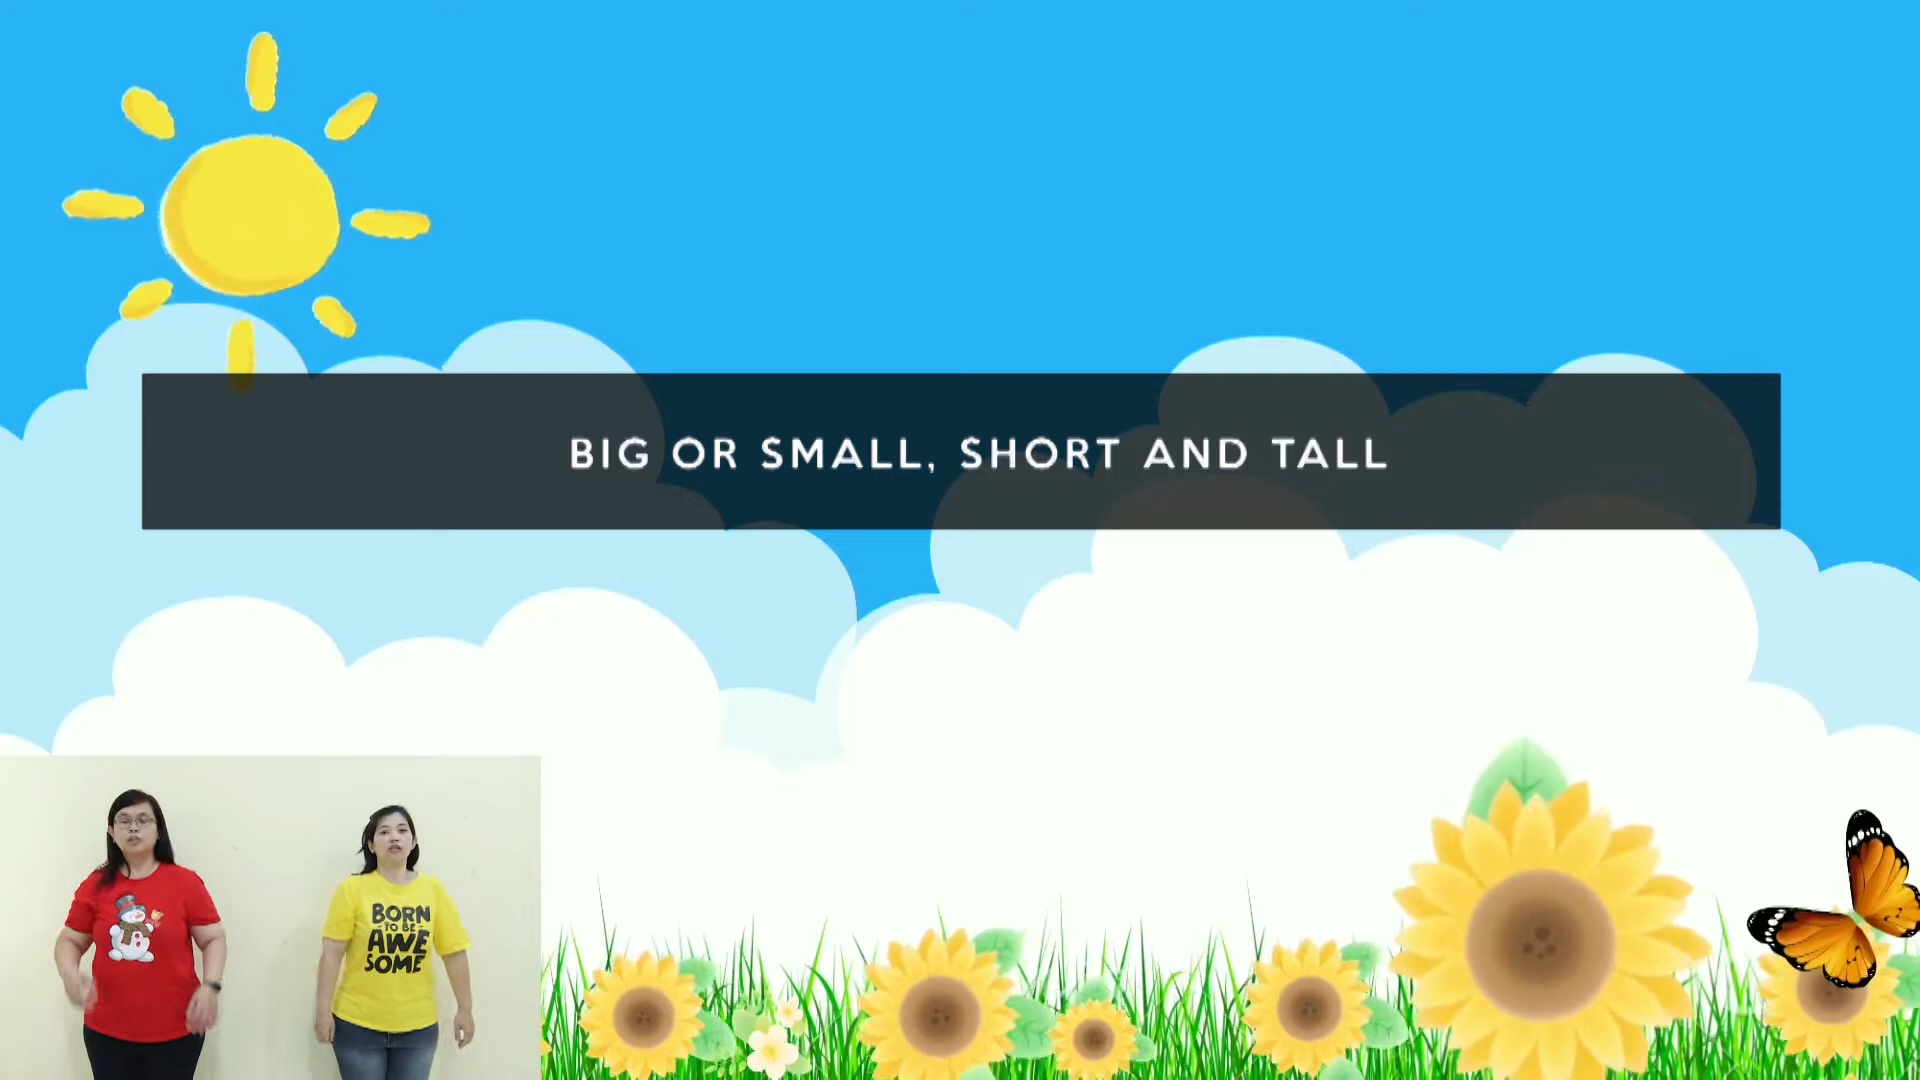 BIG OR SMALL, SHORT AND TALL
BORN
-TO BE-
AWE
SOME